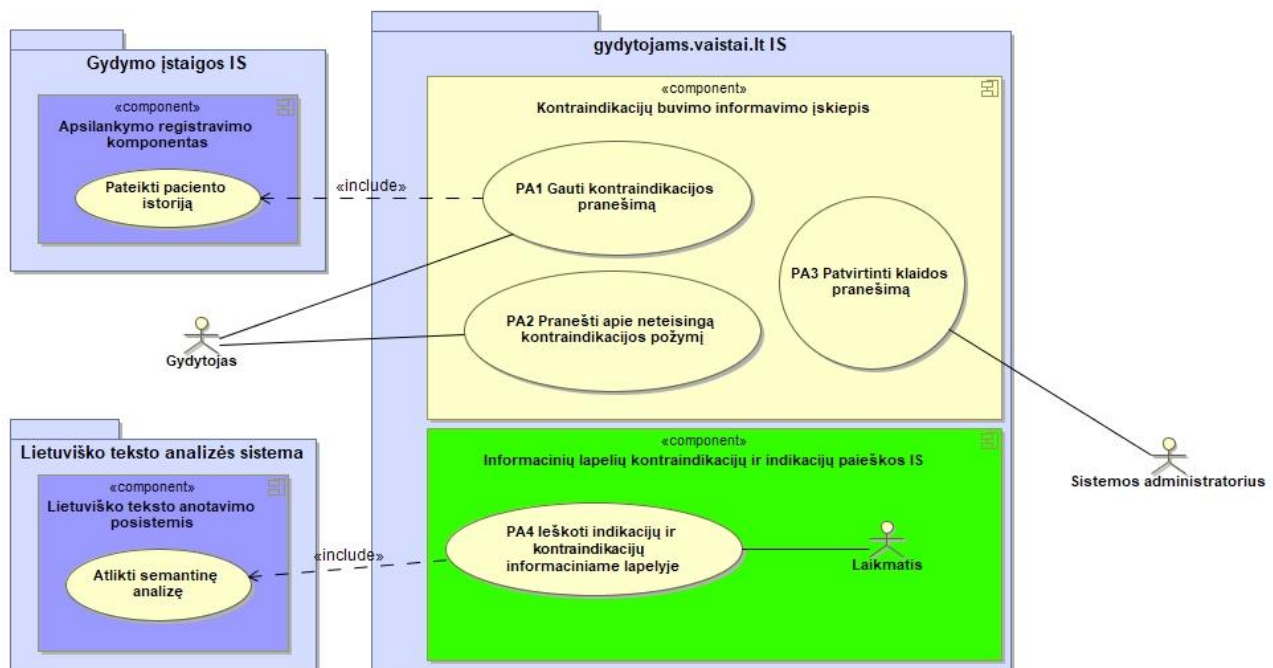 Gydymo įstaigos IS
«component»
Apsilankymo registravimo
komponentas
Pateikti paciento
istoriją
«include»
gydytojams.vaistai.lt IS
«component»
Kontraindikacijų buvimo informavimo įskiepis
PA1 Gauti kontraindikacijos
pranešimą
PA3 Patvirtinti klaidos
pranešimą
PA2 Pranešti apie neteisingą
kontraindikacijos požymį
Gydytojas
Sistemos administratorius
Lietuviško teksto analizės sistema
«component»
Lietuviško teksto anotavimo
posistemis
Atlikti semantinę
analizę
«include»
«component»
Informacinių lapelių kontraindikacijų ir indikacijų paieškos IS
PA4 Ieškoti indikacijų ir
kontraindikacijų
informaciniame lapelyje
Laikmatis